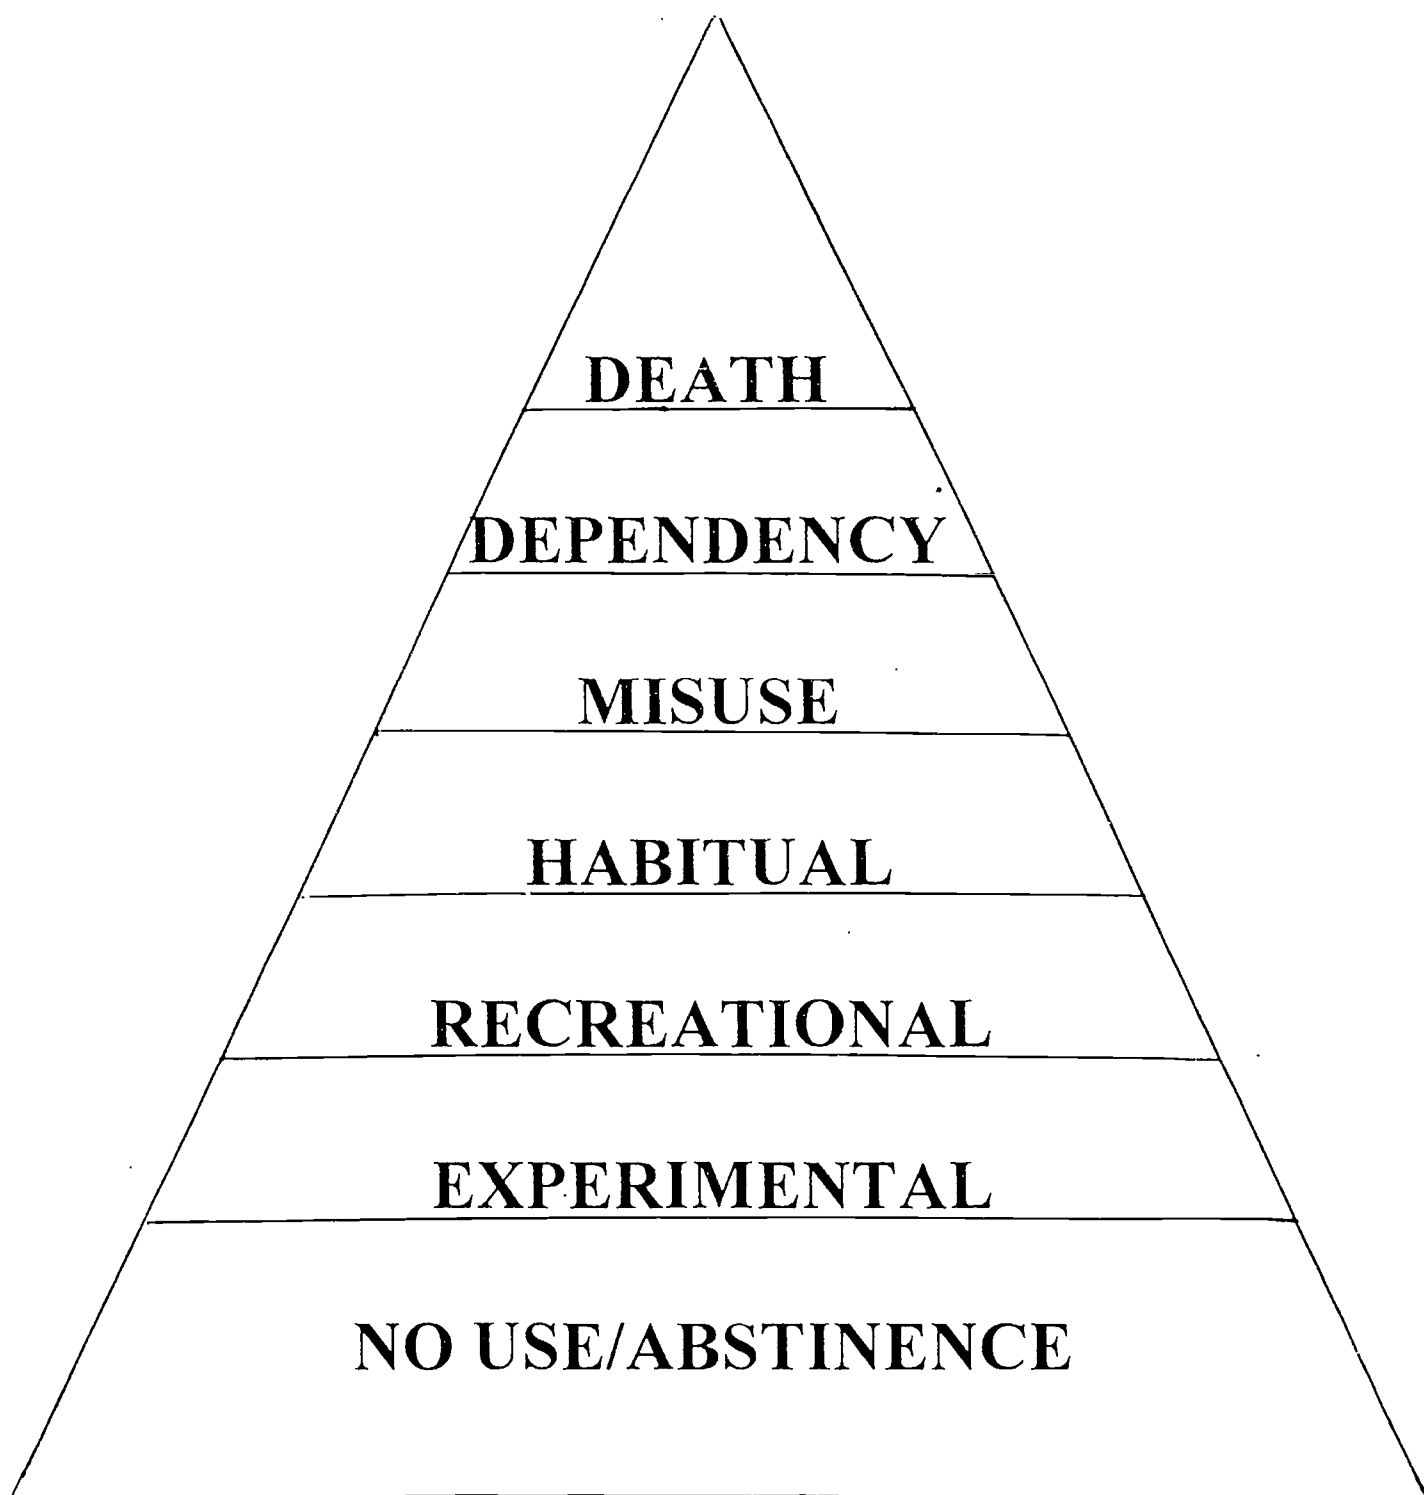 DEATH
DEPENDENCY
MISUSE
HABITUAL
RECREATIONAL
EXPERIMENTAL
NO USE/ABSTINENCE